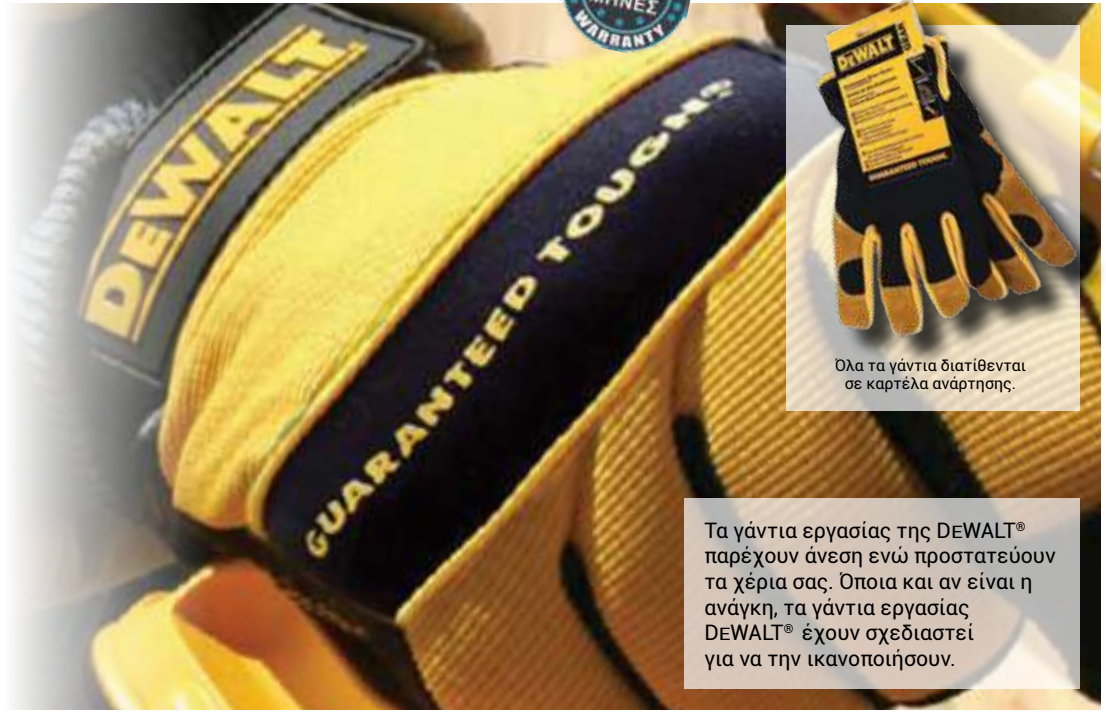 ΜΗΝΕΣ
WARRANTY
DEWALT
GUARANTEED TOUGH
DEWALT
GUARANTEED TOUGH
Όλα τα γάντια διατίθενται
σε καρτέλα ανάρτησης.
Τα γάντια εργασίας της DEWALT®
παρέχουν άνεση ενώ προστατεύουν
τα χέρια σας. Όποια και αν είναι η
ανάγκη, τα γάντια εργασίας
DEWALT® έχουν σχεδιαστεί
για να την ικανοποιήσουν.